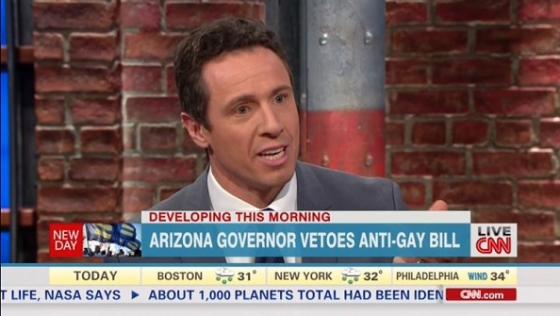 DEVELOPING THIS MORNING
NEW DAY
ARIZONA GOVERNOR VETOES ANTI-GAY BILL
LIVE
CNN
TODAY BOSTON 31° NEW YORK 32° PHILADELPHIA WIND 34°
T LIFE, NASA SAYS ► ABOUT 1,000 PLANETS TOTAL HAD BEEN IDEN
CNN.com